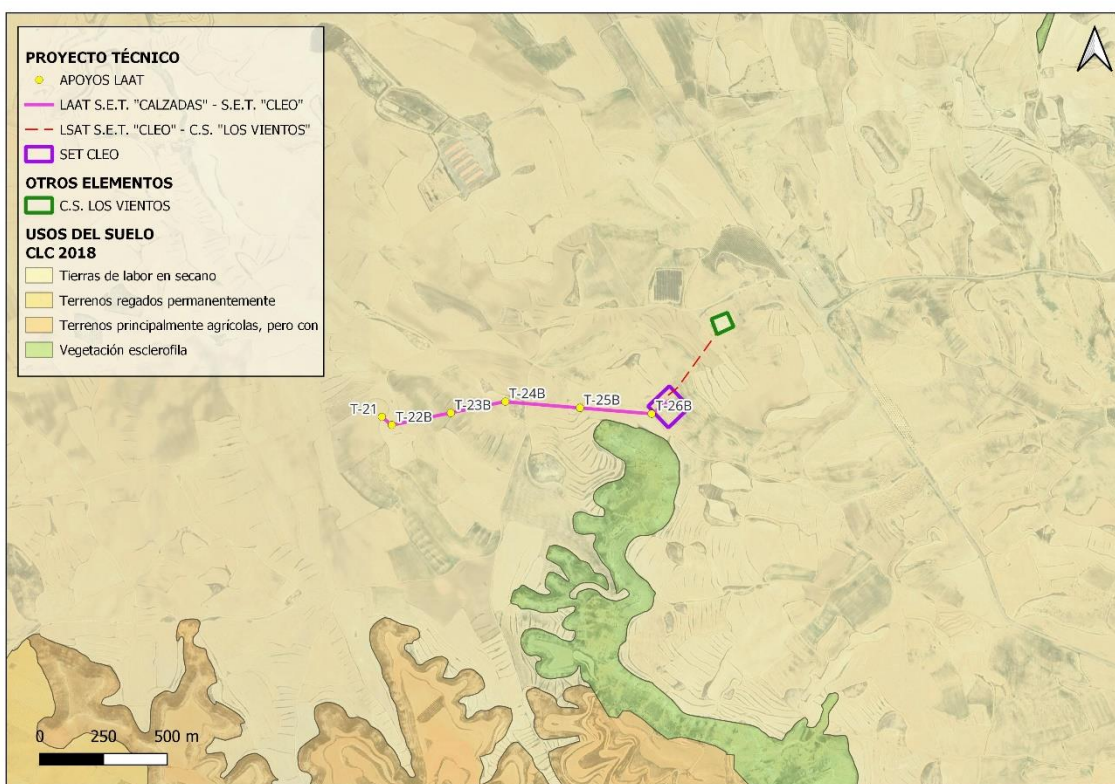 PROYECTO TÉCNICO
APOYOS LAAT
LAAT S.E.T. "CALZADAS" - S.E.T. "CLEO"
LSAT S.E.T. "CLEO" - C.S. "LOS VIENTOS"
SET CLEO
OTROS ELEMENTOS
C.S. LOS VIENTOS
USOS DEL SUELO
CLC 2018
Tierras de labor en secano
Terrenos regados permanentemente
Terrenos principalmente agrícolas, pero con
Vegetación esclerofila
T-21
T-22B
T-23B
T-24B
T-25B
T-26B
0 250 500 m